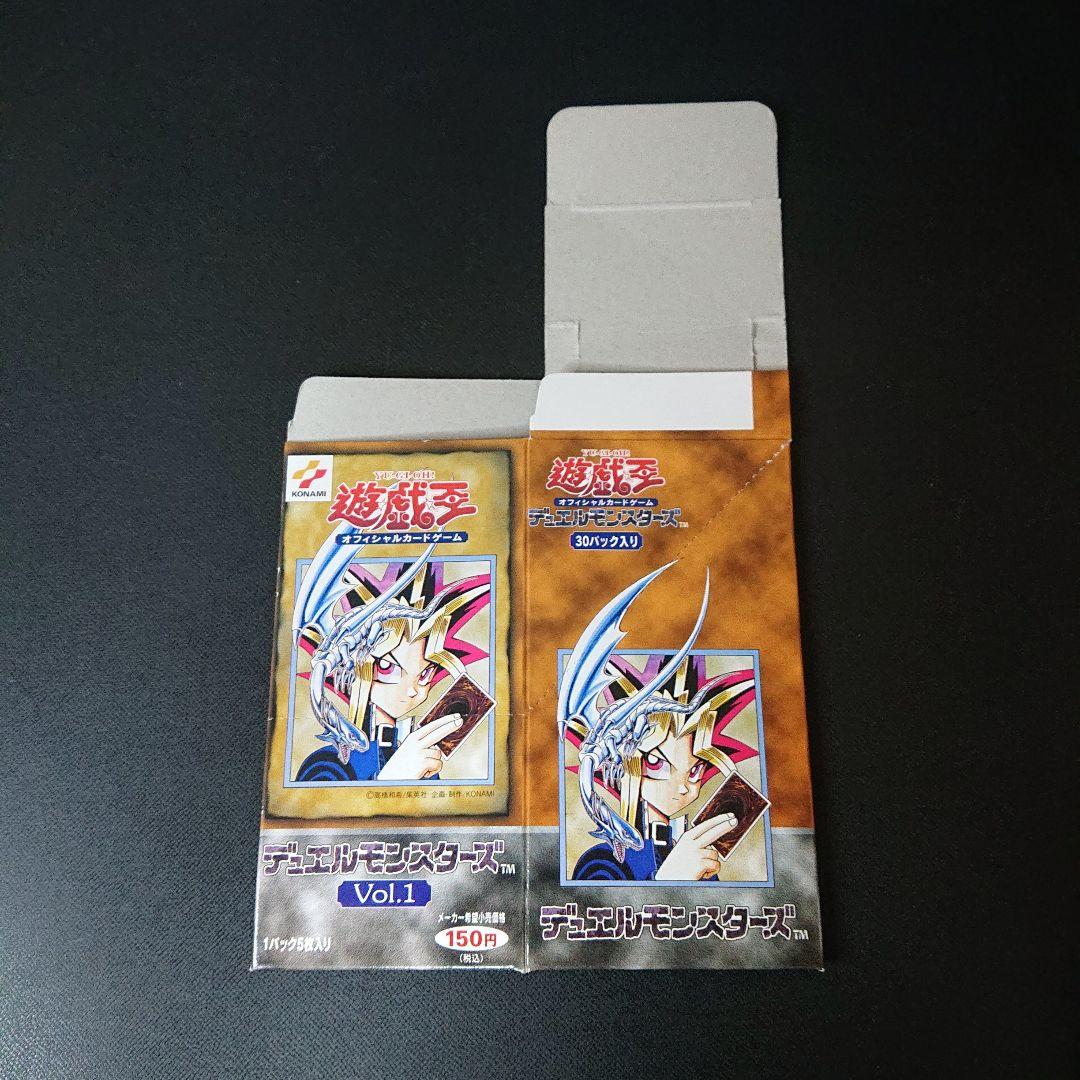 KONAMI
YU-GI-OH!
遊戯王
オフィシャルカードゲーム
©高橋和希/集英社 企画・制作/KONAMI
デュエルモンスターズ™
Vol.1
1パック5枚入り
メーカー希望小売価格
150円
(税込)
YU-GI-OH!
遊戯王
オフィシャルカードゲーム
デュエルモンスターズ™
30パック入り
デュエルモンスターズ™